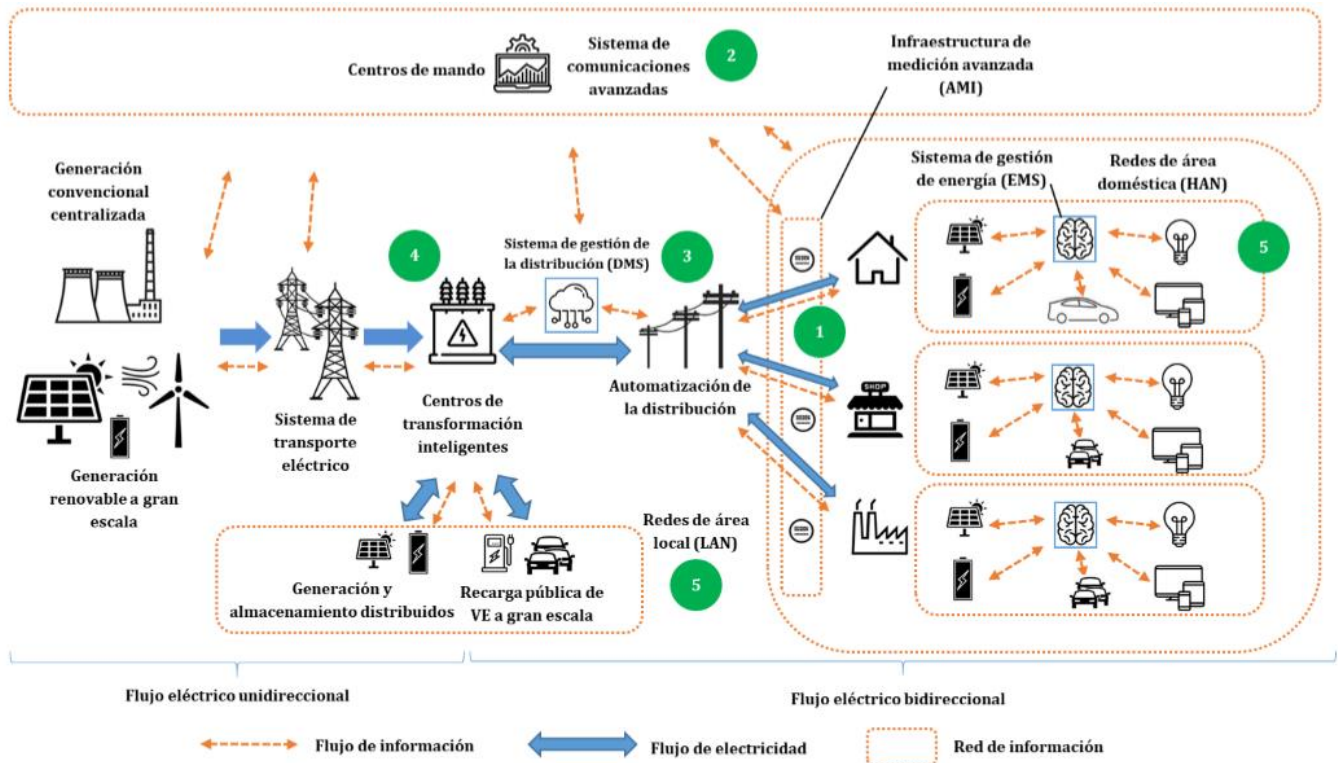 Centros de mando
Sistema de
comunicaciones
avanzadas
2
Infraestructura de
medición avanzada
(AMI)
Generación
convencional
centralizada
4
Sistema de gestión de
la distribución (DMS)
3
Sistema de gestión
de energía (EMS)
Redes de área
doméstica (HAN)
5
1
SHOP
Sistema de
transporte
eléctrico
Centros de
transformación
inteligentes
Automatización de
la distribución
Generación
renovable a gran
escala
Generación y
almacenamiento distribuidos
Recarga pública de
VE a gran escala
Redes de área
local (LAN)
5
Flujo eléctrico unidireccional
Flujo eléctrico bidireccional
Flujo de información
Flujo de electricidad
Red de información